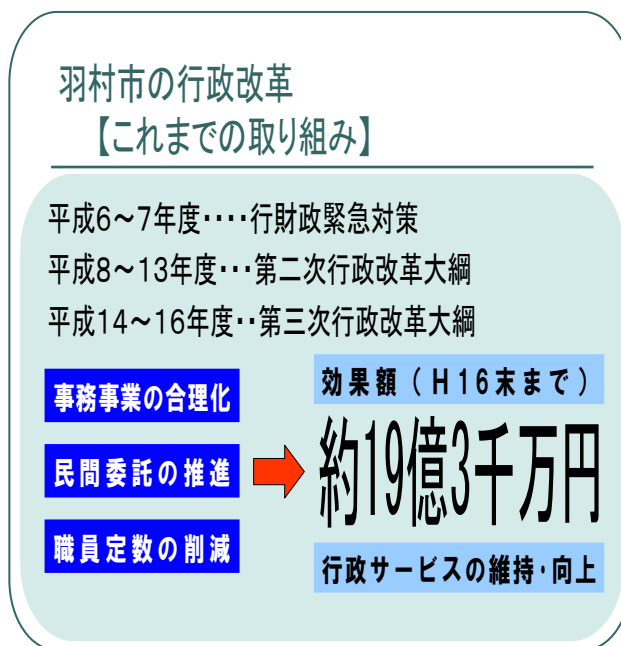 羽村市の行政改革
【これまでの取り組み】
平成6～7年度････行財政緊急対策
平成8～13年度･･･第二次行政改革大綱
平成14～16年度･･第三次行政改革大綱
事務事業の合理化
民間委託の推進
職員定数の削減
効果額（H16末まで）
約19億3千万円
行政サービスの維持･向上